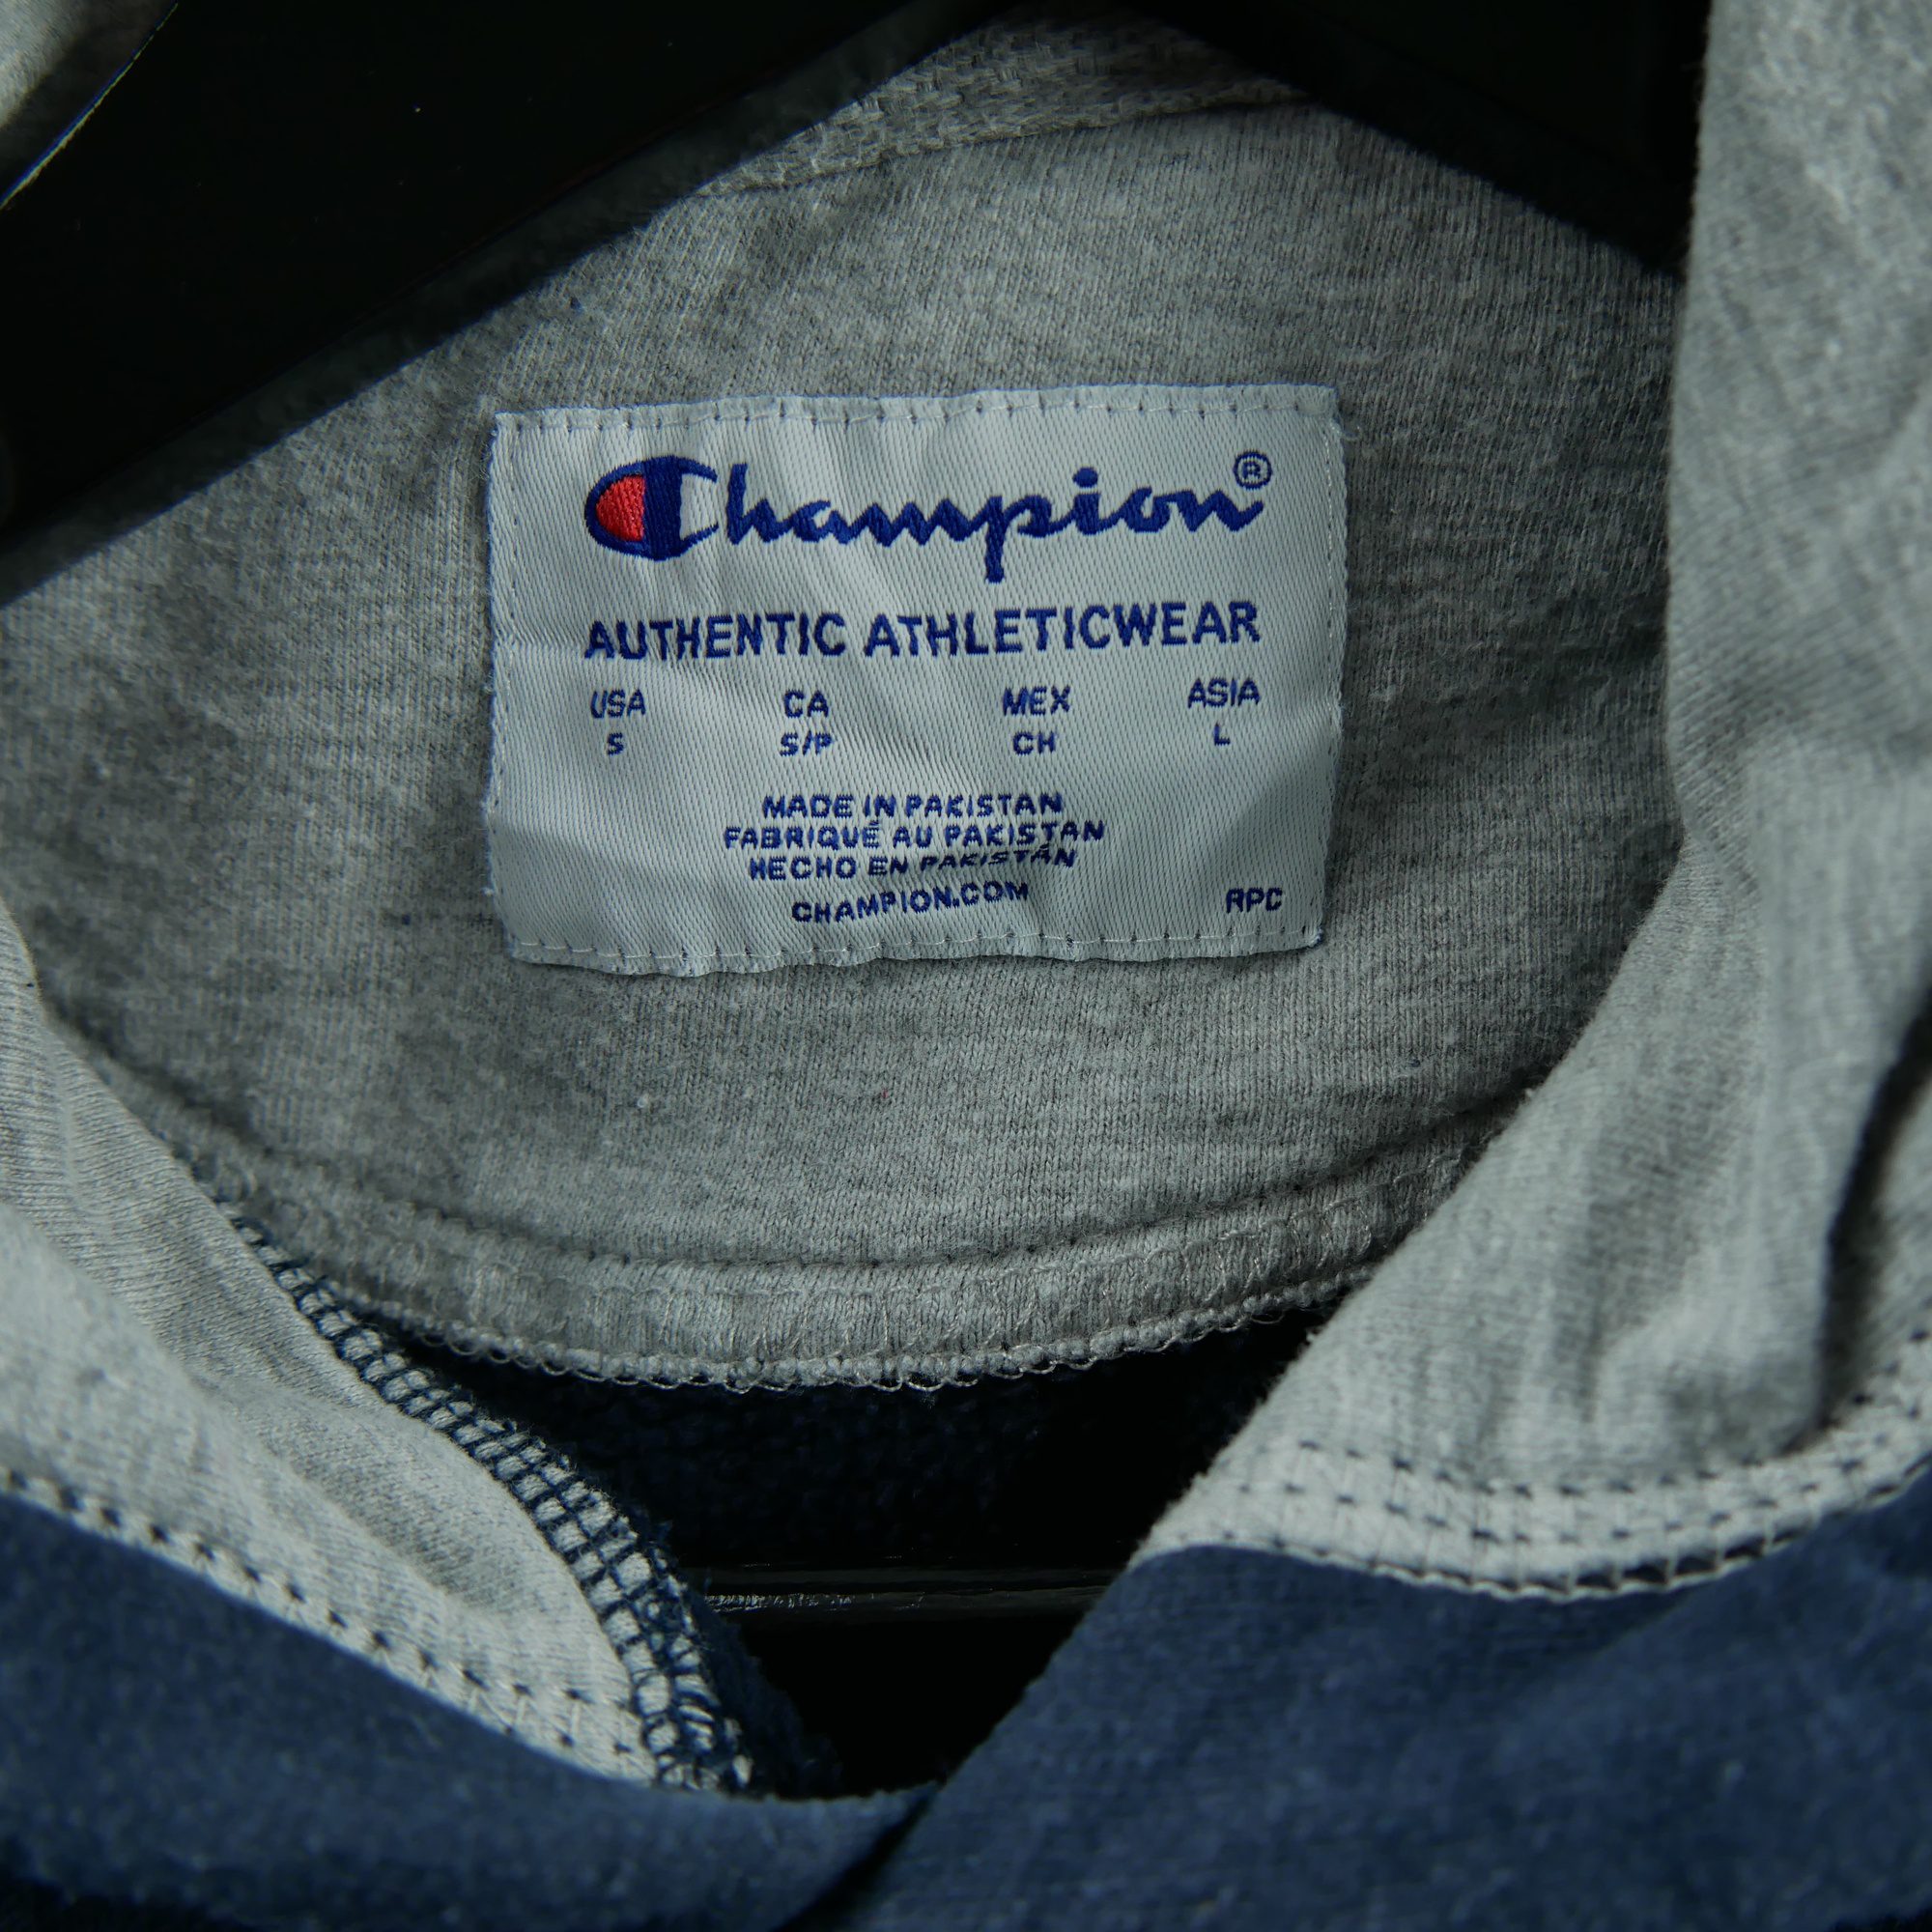 Champion®
AUTHENTIC ATHLETICWEAR
USA CA MEX ASIA
S S/P CH L
MADE IN PAKISTAN
FABRIQUÉ AU PAKISTAN
HECHO EN PAKISTÁN
CHAMPION.COM RPC